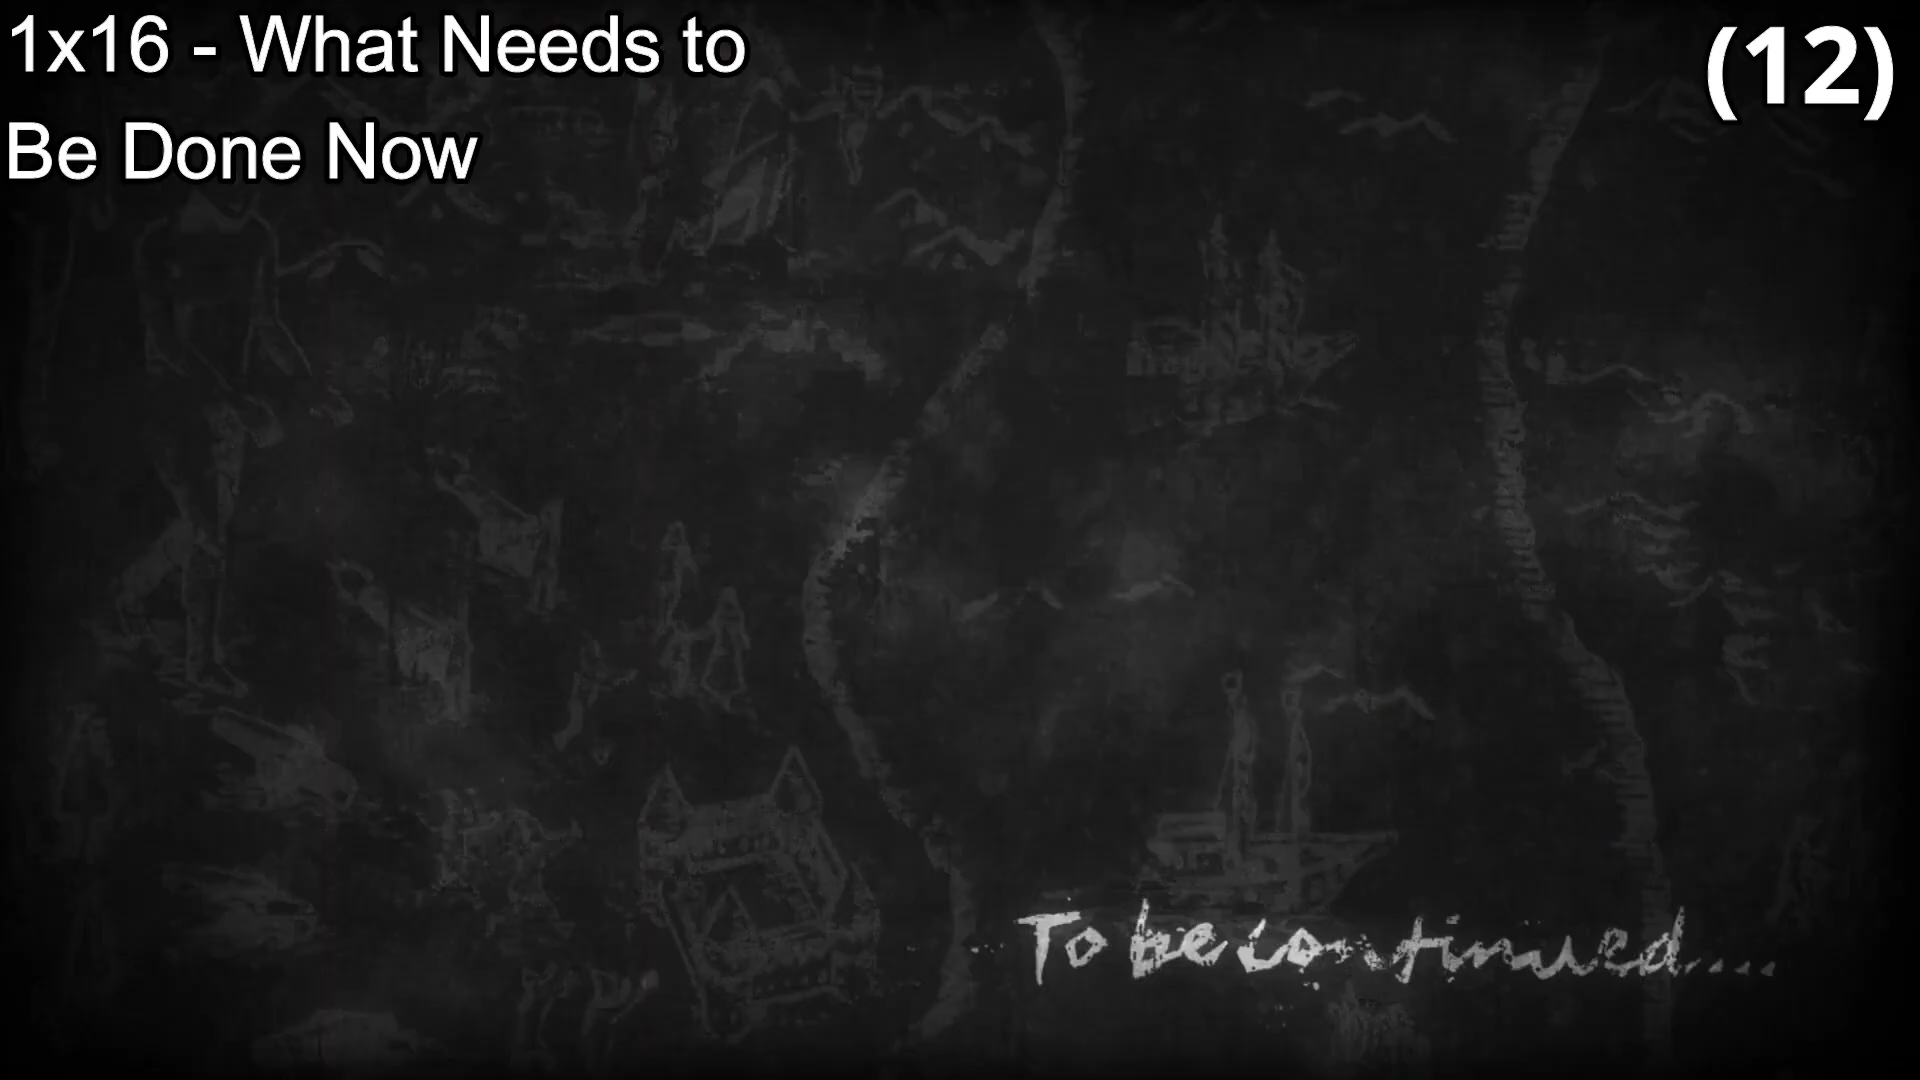 1x16 - What Needs to
Be Done Now
(12)
To be continued...